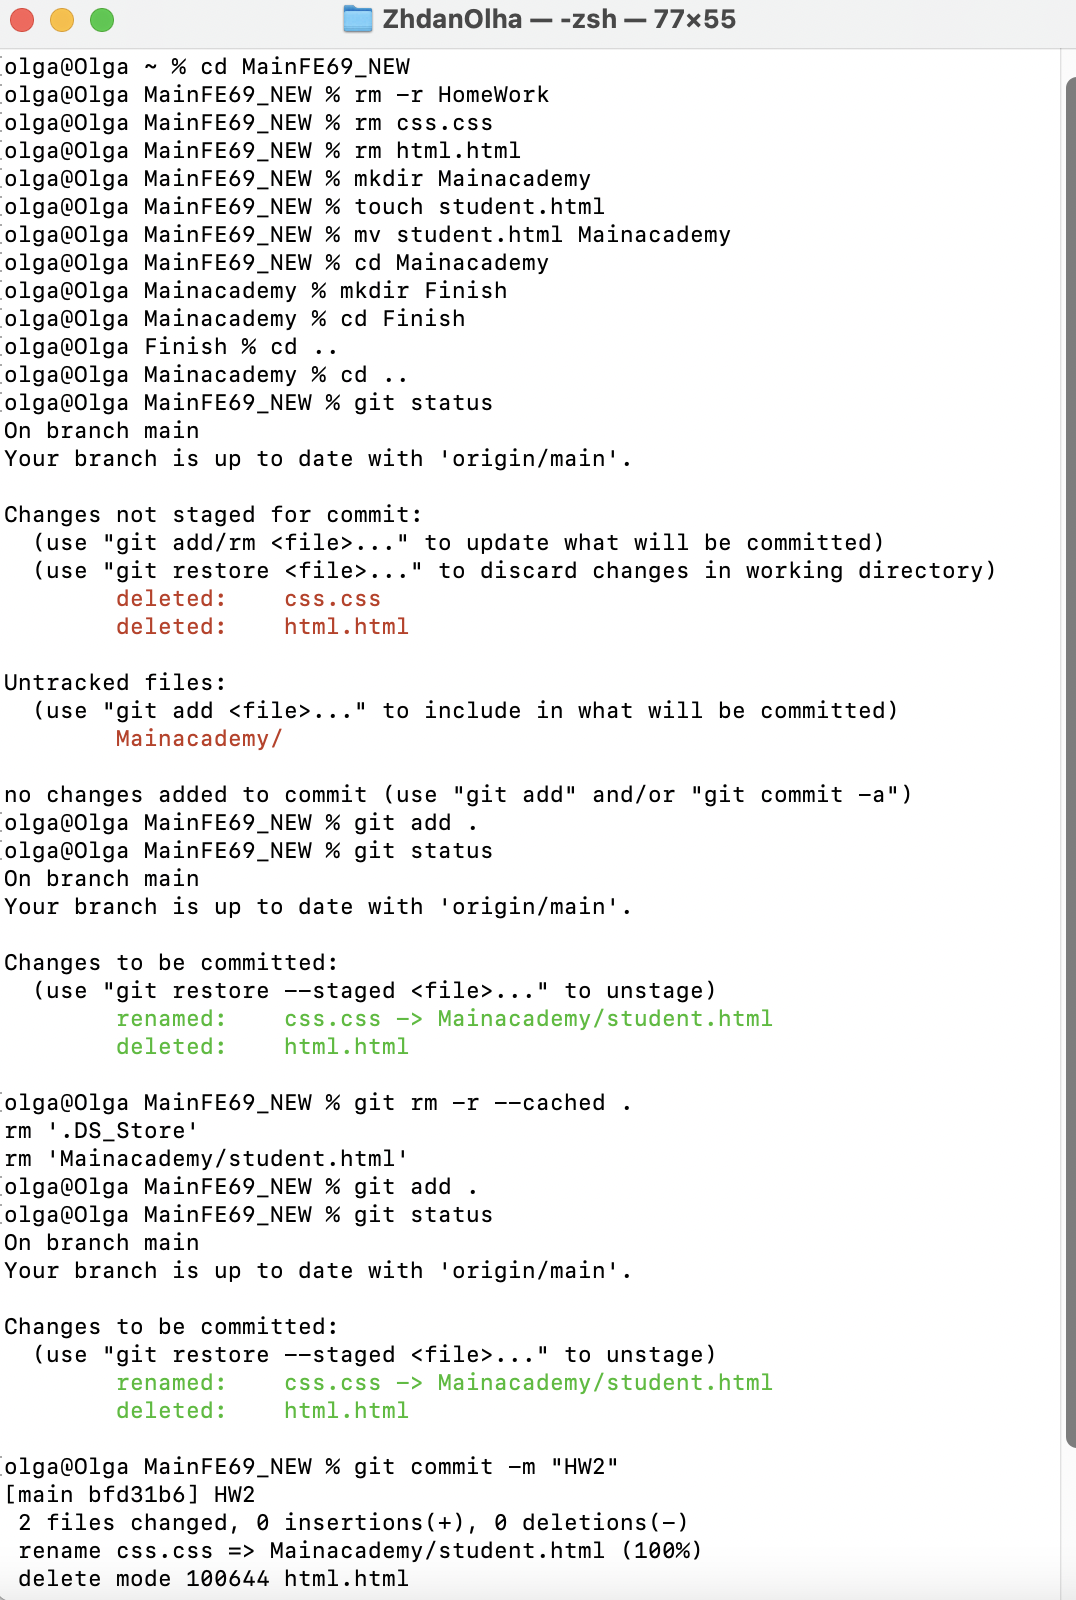 ZhdanOlha — -zsh — 77×55
olga@Olga ~ % cd MainFE69_NEW
olga@Olga MainFE69_NEW % rm -r HomeWork
olga@Olga MainFE69_NEW % rm css.css
olga@Olga MainFE69_NEW % rm html.html
olga@Olga MainFE69_NEW % mkdir Mainacademy
olga@Olga MainFE69_NEW % touch student.html
olga@Olga MainFE69_NEW % mv student.html Mainacademy
olga@Olga MainFE69_NEW % cd Mainacademy
olga@Olga Mainacademy % mkdir Finish
olga@Olga Mainacademy % cd Finish
olga@Olga Finish % cd ..
olga@Olga Mainacademy % cd ..
olga@Olga MainFE69_NEW % git status
On branch main
Your branch is up to date with 'origin/main'.
Changes not staged for commit:
  (use "git add/rm <file>..." to update what will be committed)
  (use "git restore <file>..." to discard changes in working directory)
        deleted:    css.css
        deleted:    html.html
Untracked files:
  (use "git add <file>..." to include in what will be committed)
        Mainacademy/
no changes added to commit (use "git add" and/or "git commit -a")
olga@Olga MainFE69_NEW % git add .
olga@Olga MainFE69_NEW % git status
On branch main
Your branch is up to date with 'origin/main'.
Changes to be committed:
  (use "git restore --staged <file>..." to unstage)
        renamed:    css.css -> Mainacademy/student.html
        deleted:    html.html
olga@Olga MainFE69_NEW % git rm -r --cached .
rm '.DS_Store'
rm 'Mainacademy/student.html'
olga@Olga MainFE69_NEW % git add .
olga@Olga MainFE69_NEW % git status
On branch main
Your branch is up to date with 'origin/main'.
Changes to be committed:
  (use "git restore --staged <file>..." to unstage)
        renamed:    css.css -> Mainacademy/student.html
        deleted:    html.html
olga@Olga MainFE69_NEW % git commit -m "HW2"
[main bfd31b6] HW2
 2 files changed, 0 insertions(+), 0 deletions(-)
 rename css.css => Mainacademy/student.html (100%)
 delete mode 100644 html.html